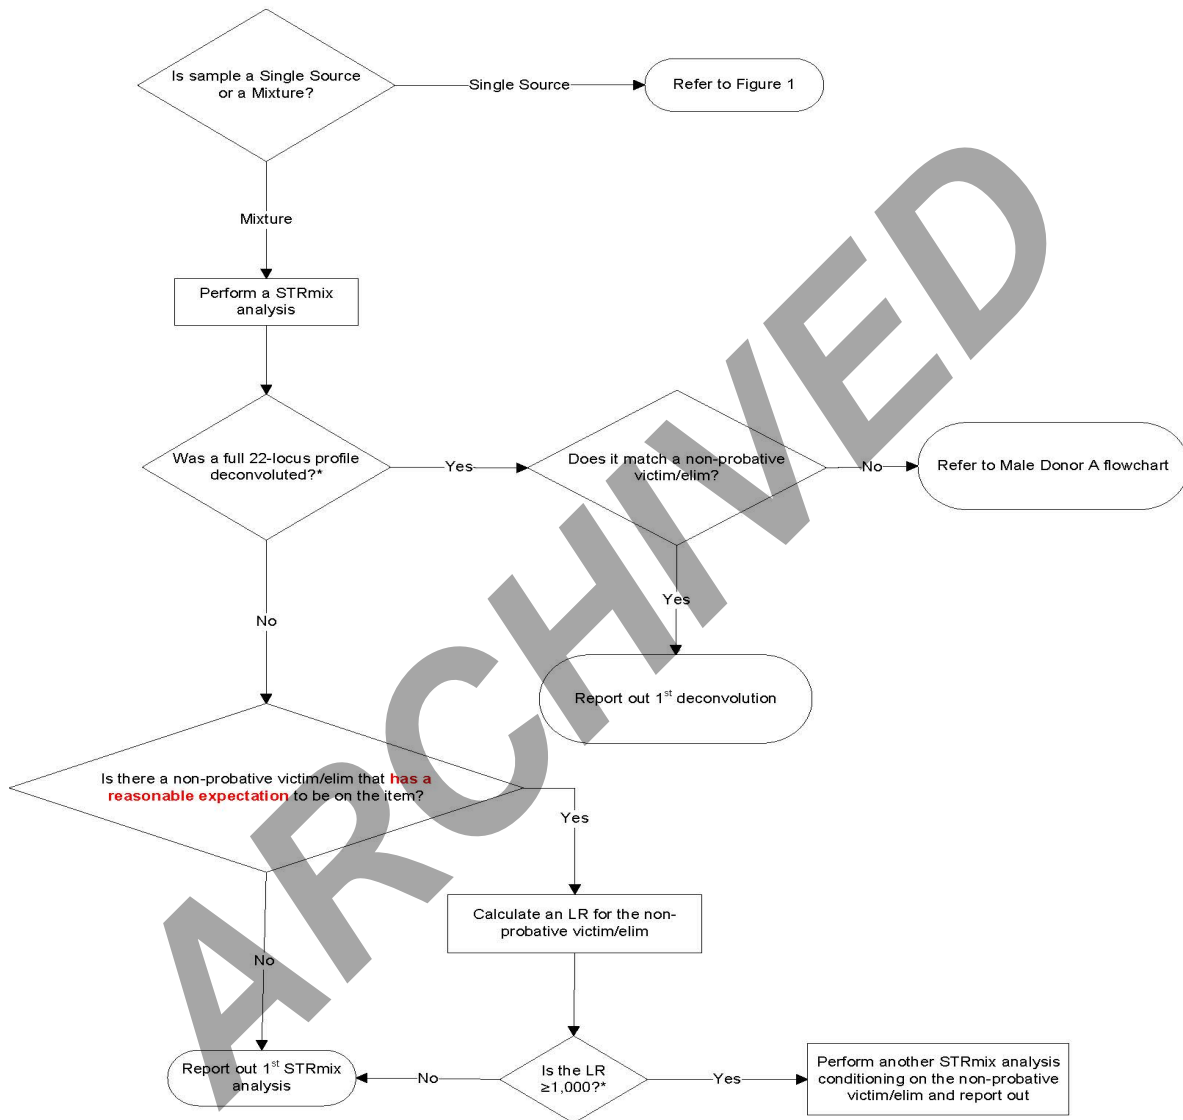 Is sample a Single Source
or a Mixture?
Single Source
Refer to Figure 1
Mixture
Perform a STRmix
analysis
Was a full 22-locus profile
deconvoluted?*
Yes
Does it match a non-probative
victim/elim?
No
Refer to Male Donor A flowchart
Yes
Report out 1st deconvolution
No
Is there a non-probative victim/elim that has a
reasonable expectation to be on the item?
Yes
Calculate an LR for the non-
probative victim/elim
No
Report out 1st STRmix
analysis
No
Is the LR
≥1,000?*
Yes
Perform another STRmix analysis
conditioning on the non-probative
victim/elim and report out
ARCHIVED